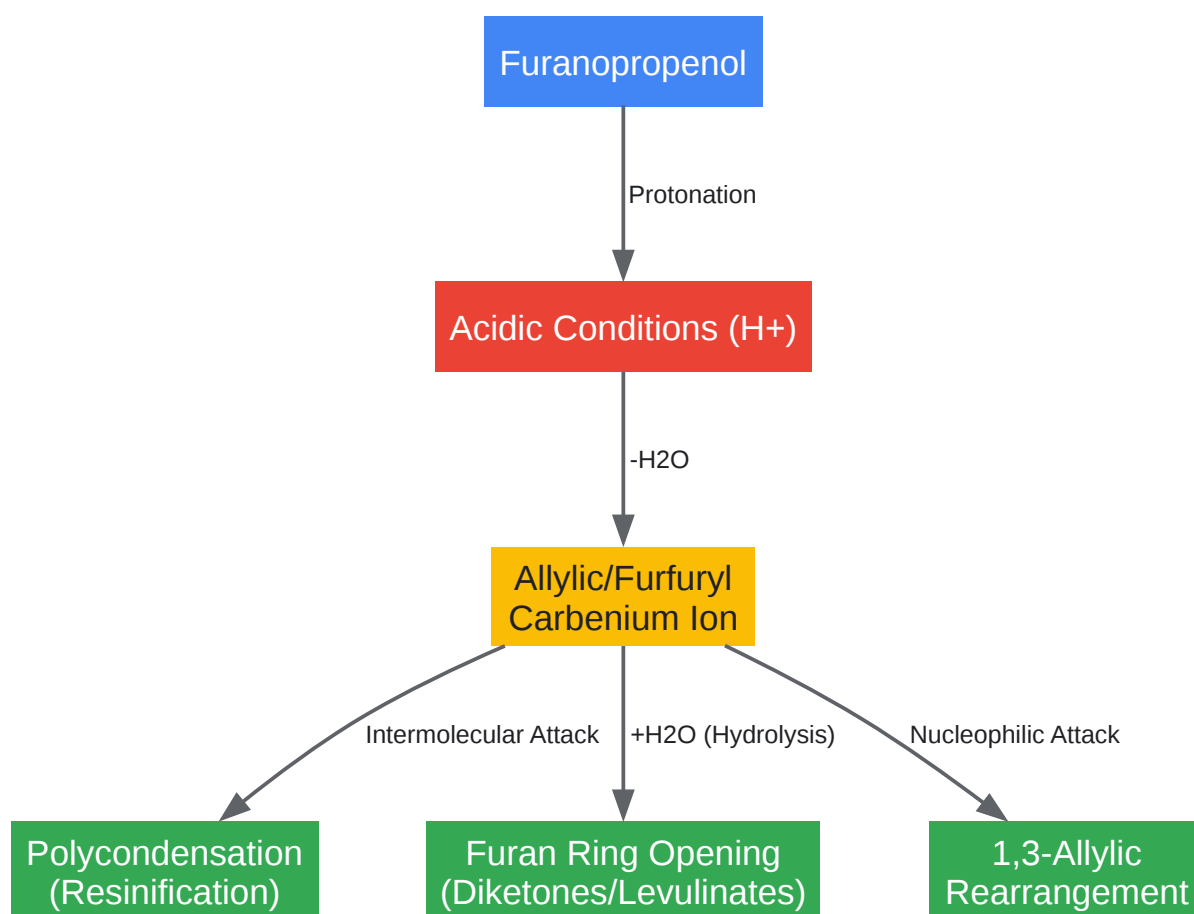 Furanopropenol
Protonation
Acidic Conditions (H+)
-H2O
Allylic/Furfuryl
Carbenium Ion
Intermolecular Attack
+H2O (Hydrolysis)
Nucleophilic Attack
Polycondensation
(Resinification)
Furan Ring Opening
(Diketones/Levulinates)
1,3-Allylic
Rearrangement